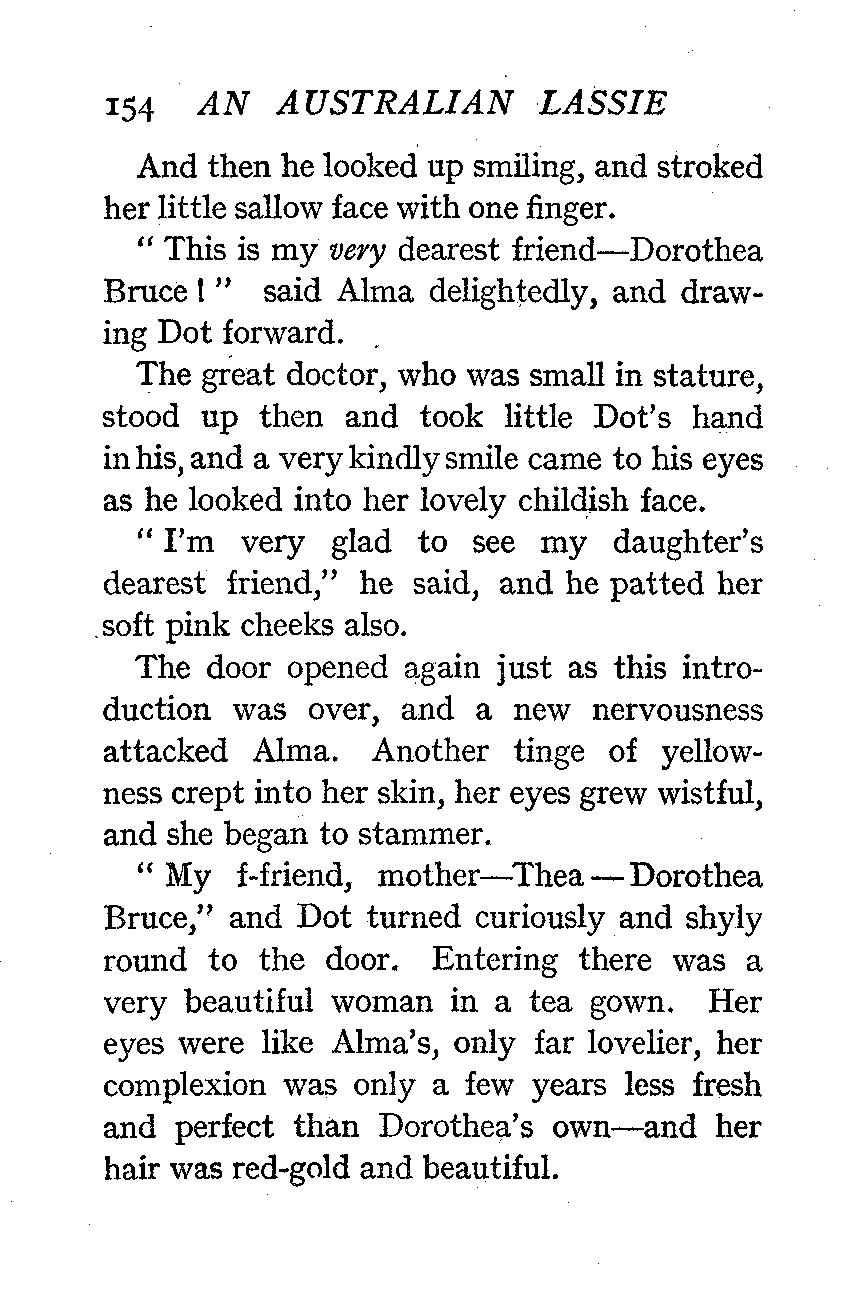 154 AN AUSTRALIAN LASSIE
And then he looked up smiling, and stroked
her little sallow face with one finger.
" This is my very dearest friend—Dorothea
Bruce ! " said Alma delightedly, and draw-
ing Dot forward.
The great doctor, who was small in stature,
stood up then and took little Dot's hand
in his, and a very kindly smile came to his eyes
as he looked into her lovely childish face.
" I'm very glad to see my daughter's
dearest friend," he said, and he patted her
soft pink cheeks also.
The door opened again just as this intro-
duction was over, and a new nervousness
attacked Alma. Another tinge of yellow-
ness crept into her skin, her eyes grew wistful,
and she began to stammer.
" My f-friend, mother—Thea — Dorothea
Bruce," and Dot turned curiously and shyly
round to the door. Entering there was a
very beautiful woman in a tea gown. Her
eyes were like Alma's, only far lovelier, her
complexion was only a few years less fresh
and perfect than Dorothea's own—and her
hair was red-gold and beautiful.